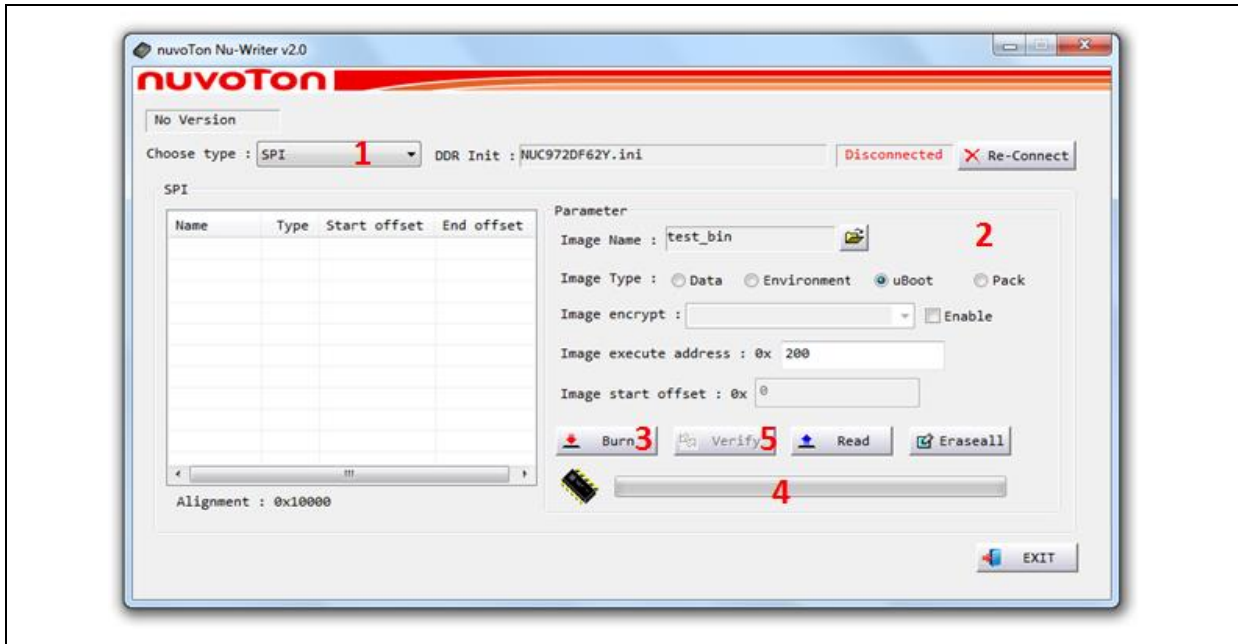 nuvoTon Nu-Writer v2.0
nuvoTon
No Version
Choose type : SPI 1 DDR Init : NUC972DF62Y.ini Disconnected Re-Connect
SPI
Name Type Start offset End offset
Alignment : 0x10000
Parameter
Image Name : test_bin 2
Image Type : Data Environment uBoot Pack
Image encrypt : Enable
Image execute address : 0x 200
Image start offset : 0x 0
Burn 3 Verify 5 Read Eraseall
4
EXIT